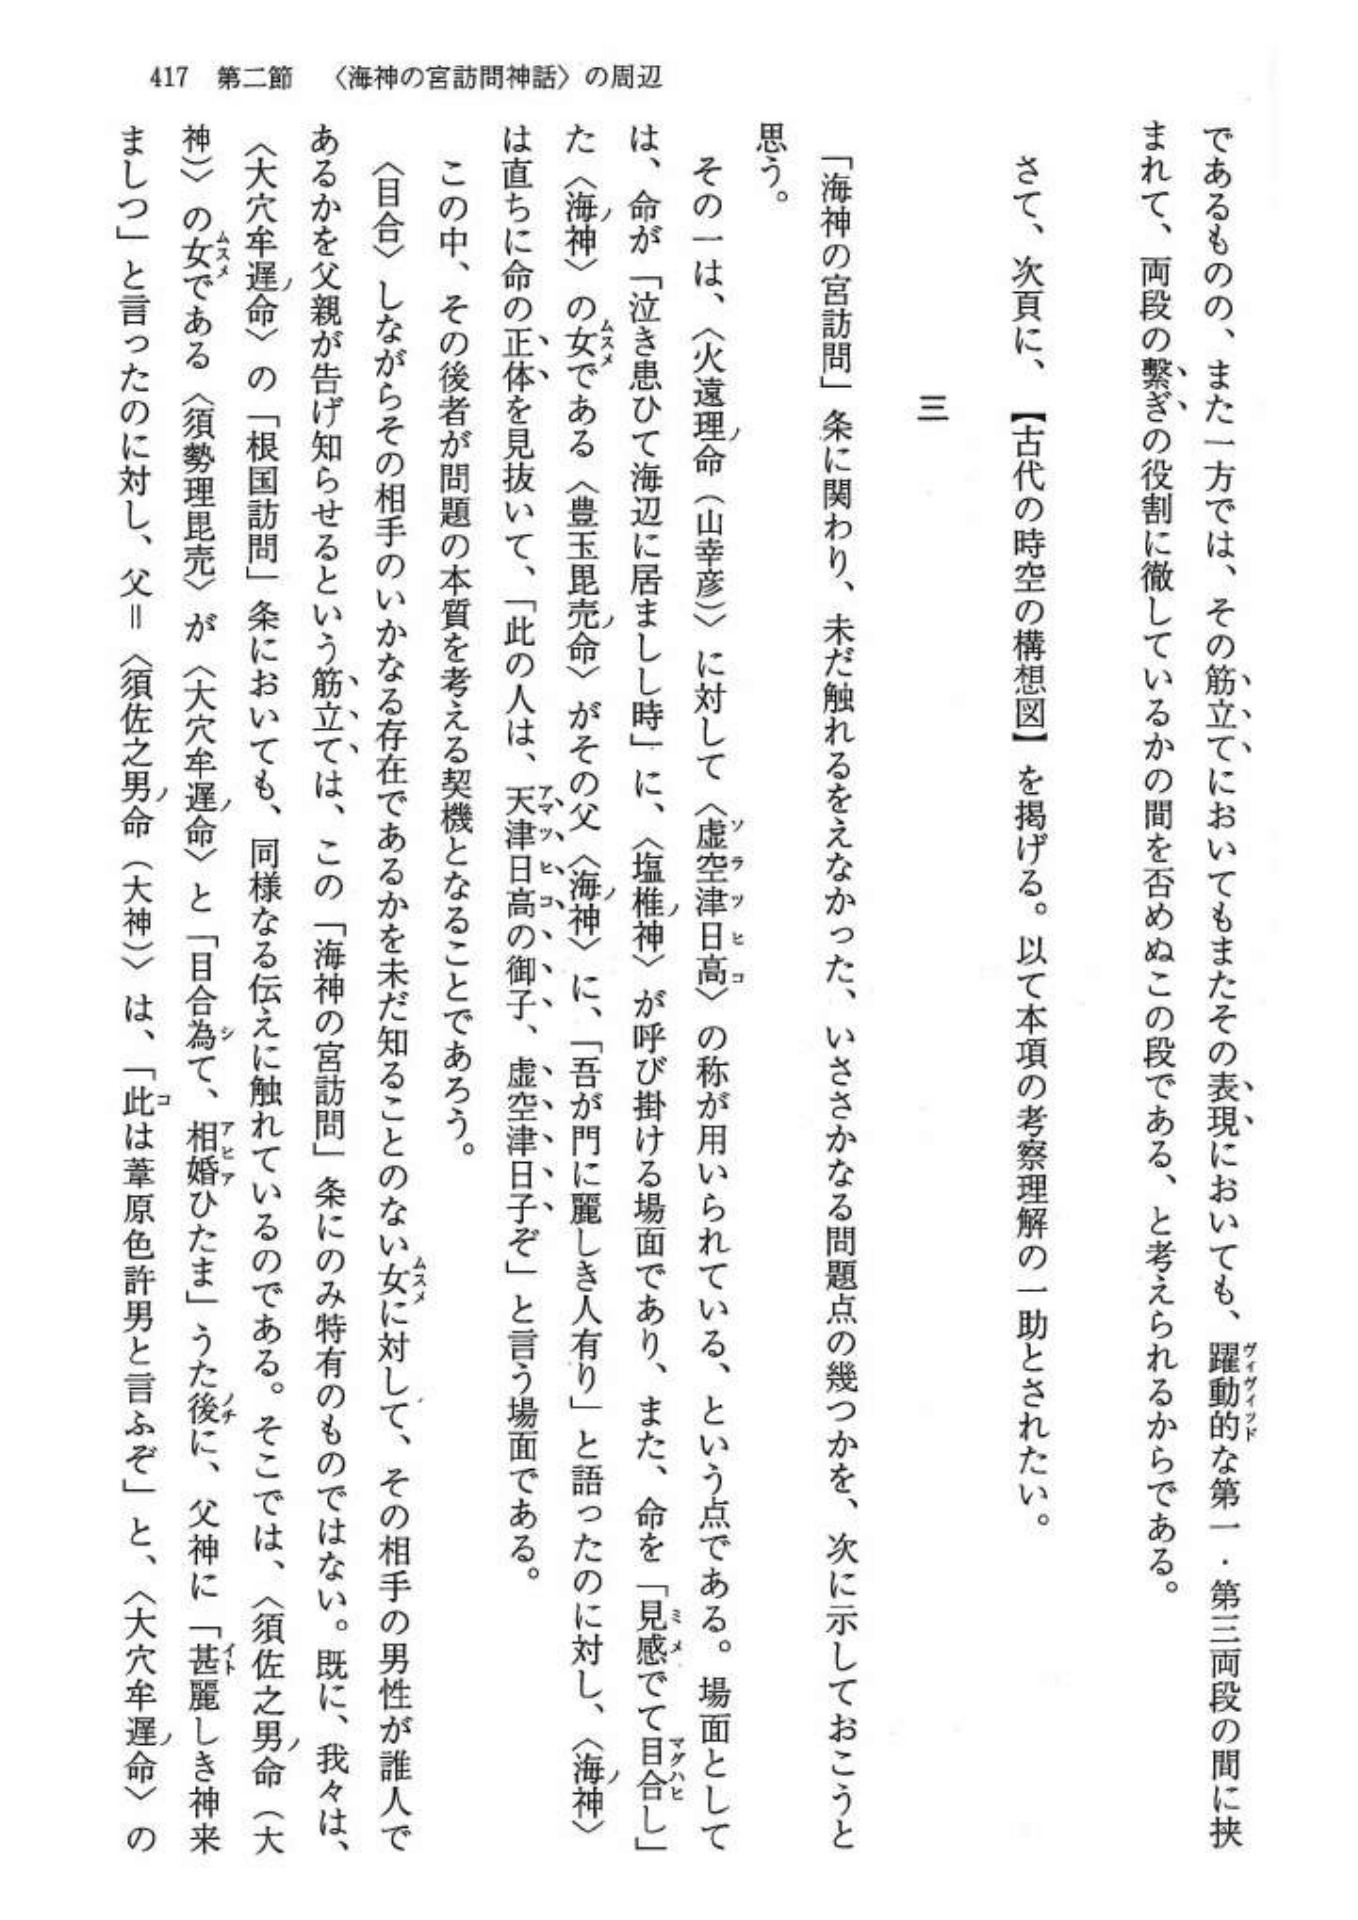 417　第二節　〈海神の宮訪問神話〉の周辺
であるものの、また一方では、その筋立てにおいてもまたその表現においても、躍動的な第一・第三両段の間に挟
まれて、両段の繫ぎの役割に徹しているかの間を否めぬこの段である、と考えられるからである。
さて、次頁に、【古代の時空の構想図】を掲げる。以て本項の考察理解の一助とされたい。
三
「海神の宮訪問」条に関わり、未だ触れるをえなかった、いささかなる問題点の幾つかを、次に示しておこうと
思う。
その一は、〈火遠理ノ命（山幸彦）〉に対して〈虚空津日高〉の称が用いられている、という点である。場面として
は、命が「泣き患ひて海辺に居ましし時」に、〈塩椎ノ神〉が呼び掛ける場面であり、また、命を「見感でて目合し」
た〈海ノ神〉の女である〈豊玉毘売ノ命〉がその父〈海ノ神〉に、「吾が門に麗しき人有り」と語ったのに対し、〈海ノ神〉
は直ちに命の正体を見抜いて、「此の人は、天津日高の御子、虚空津日子ぞ」と言う場面である。
この中、その後者が問題の本質を考える契機となることであろう。
〈目合〉しながらその相手のいかなる存在であるかを未だ知ることのない女に対して、その相手の男性が誰人で
あるかを父親が告げ知らせるという筋立ては、この「海神の宮訪問」条にのみ特有のものではない。既に、我々は、
〈大穴牟遅ノ命〉の「根国訪問」条においても、同様なる伝えに触れているのである。そこでは、〈須佐之男ノ命（大
神）〉の女である〈須勢理毘売〉が〈大穴牟遅ノ命〉と「目合為て、相婚ひたま」うた後に、父神に「甚麗しき神来
ましつ」と言ったのに対し、父＝〈須佐之男ノ命（大神）〉は、「此は葦原色許男と言ふぞ」と、〈大穴牟遅ノ命〉の